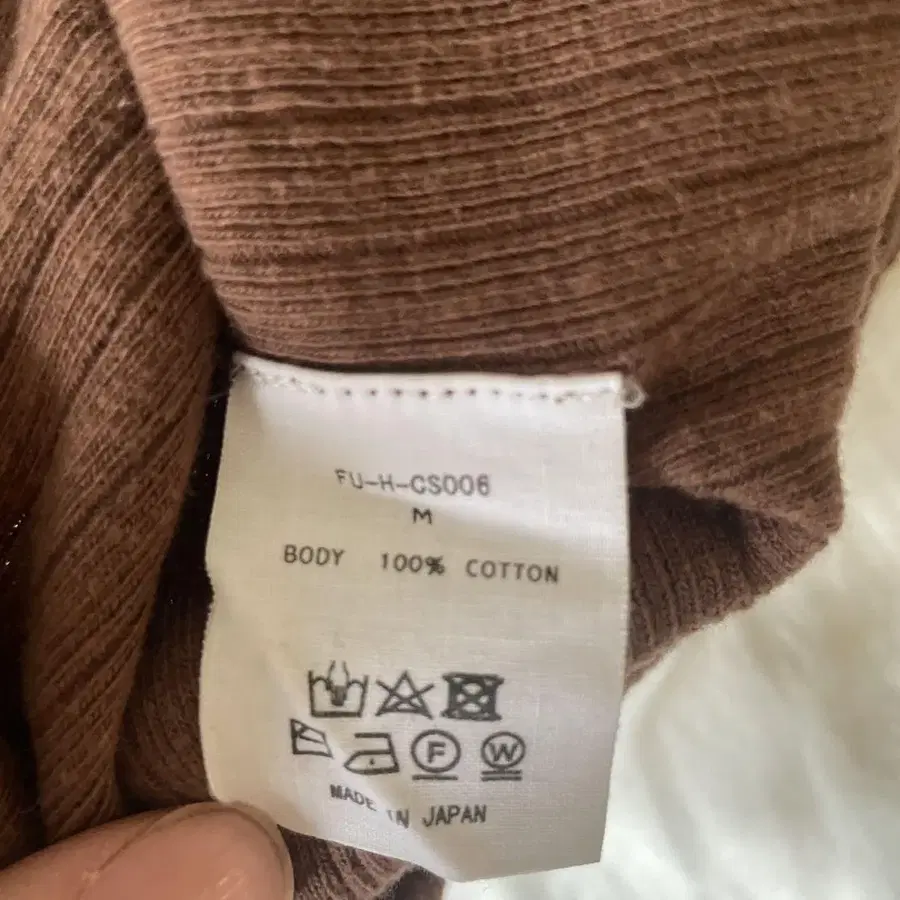 FU-H-CS006
M
BODY 100% COTTON
F W
MADE IN JAPAN